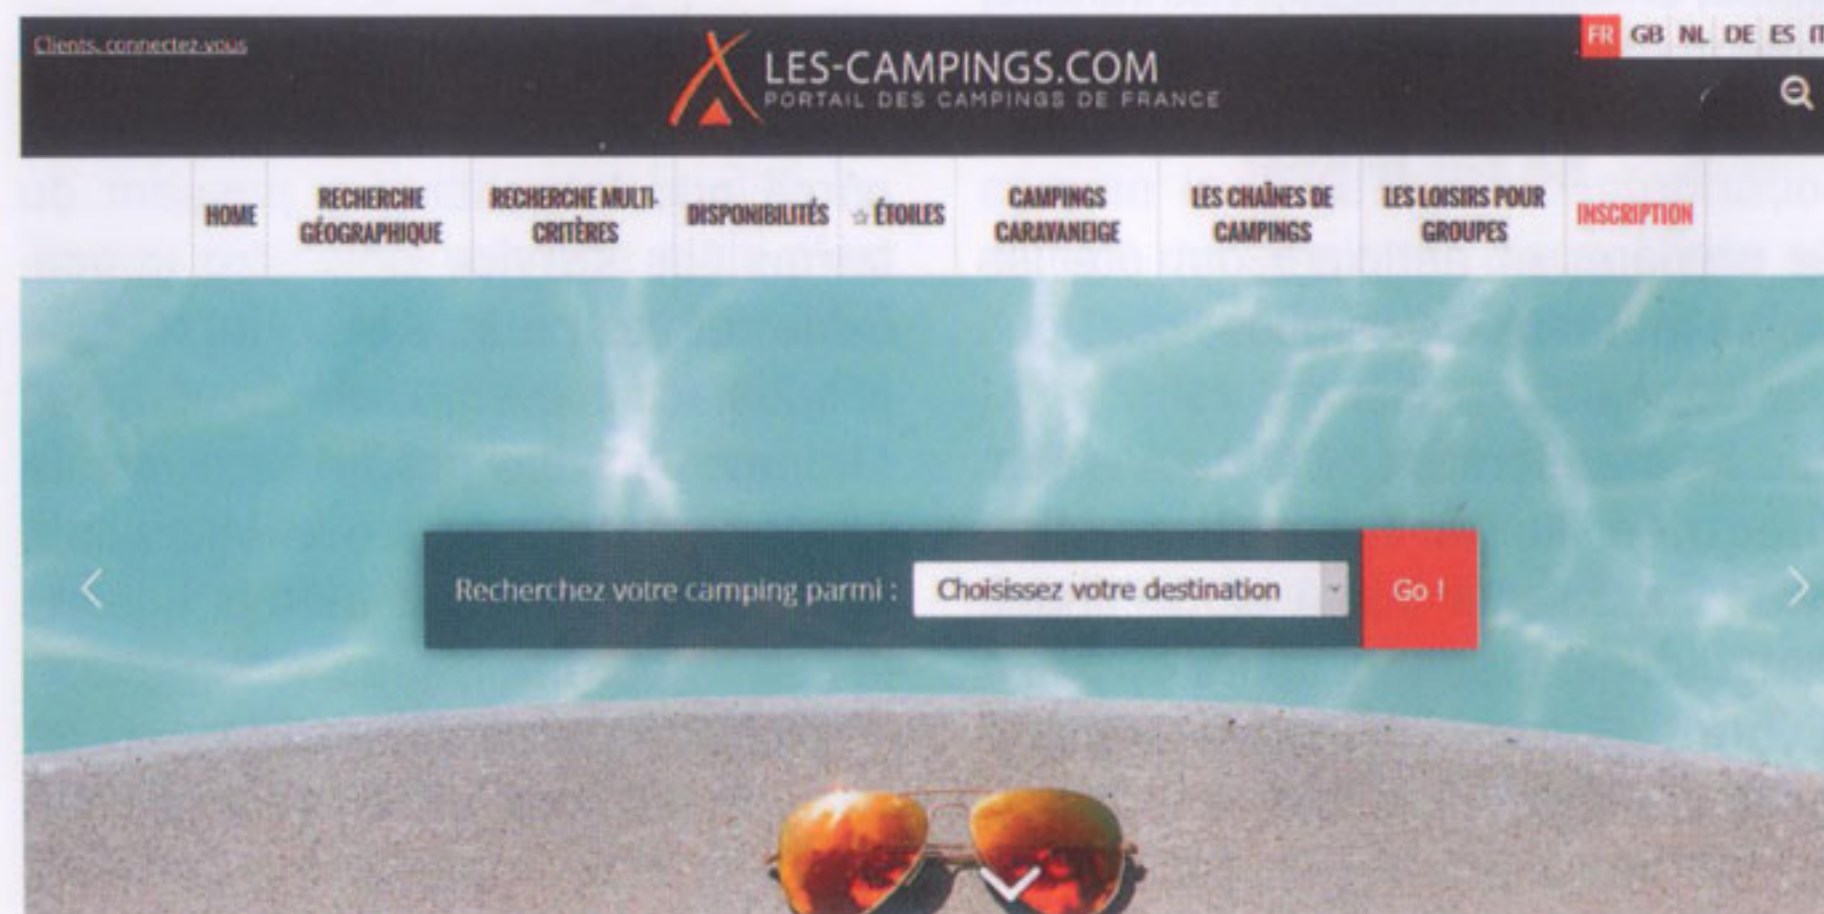 Clients, connectez-vous
LES-CAMPINGS.COM
PORTAIL DES CAMPINGS DE FRANCE
FR GB NL DE ES IT
HOME
RECHERCHE
GÉOGRAPHIQUE
RECHERCHE MULTI-
CRITÈRES
DISPONIBILITÉS
ÉTOILES
CAMPINGS
CARAVANEIGE
LES CHAÎNES DE
CAMPINGS
LES LOISIRS POUR
GROUPES
INSCRIPTION
Recherchez votre camping parmi :
Choisissez votre destination
Go !